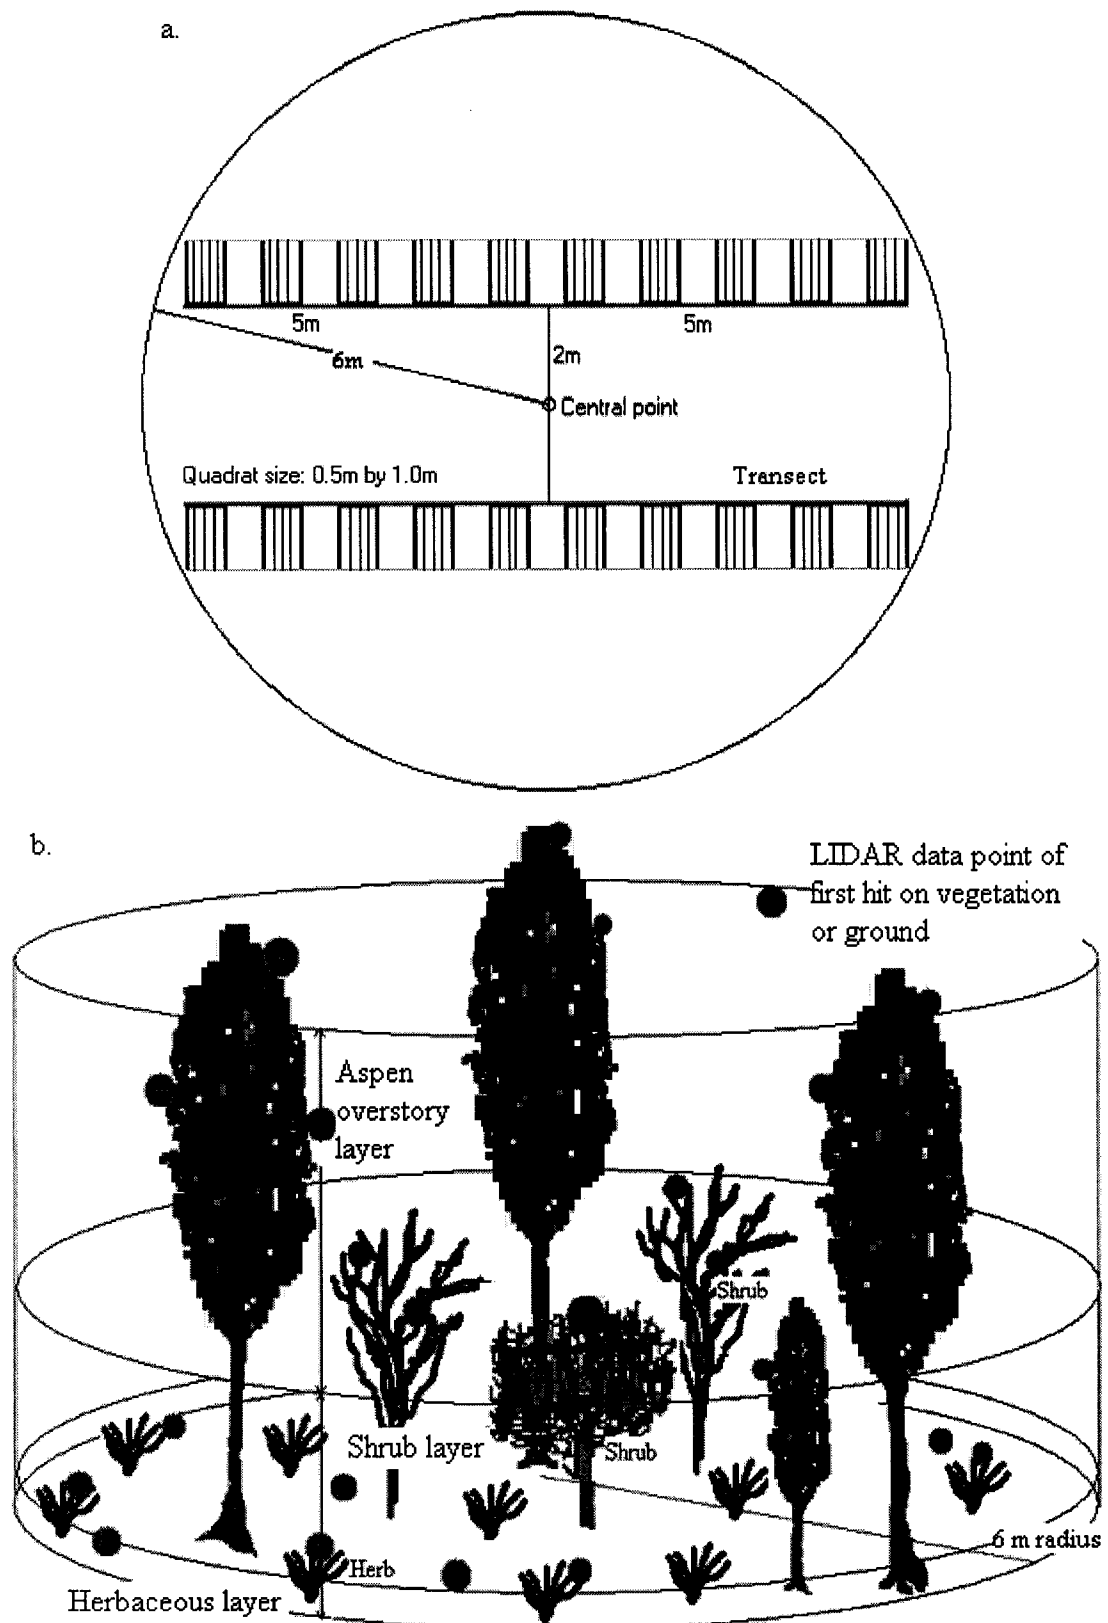 a.
5m
5m
6m
2m
Central point
Quadrat size: 0.5m by 1.0m
Transect
b.
LIDAR data point of
first hit on vegetation
or ground
Aspen
overstory
layer
Shrub
Shrub layer
Shrub
6 m radius
Herb
Herbaceous layer